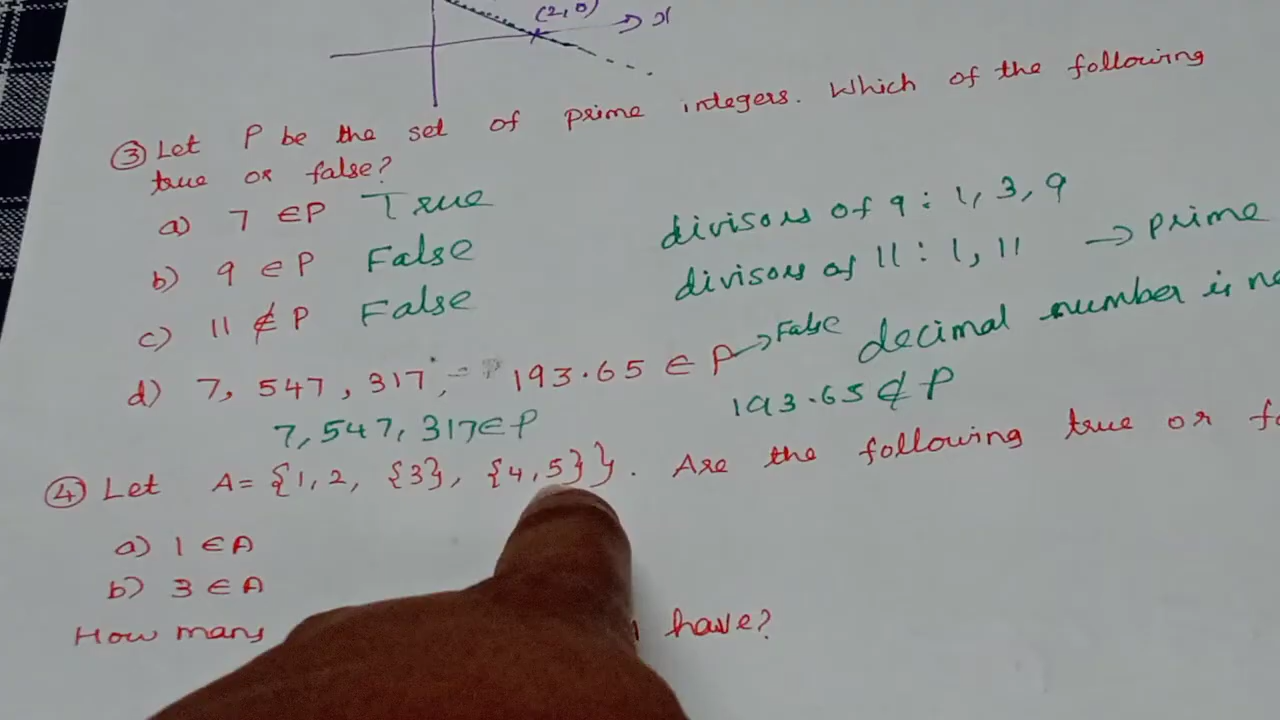 (2,0)
x
③ Let P be the set of prime integers. Which of the following
true or false?
a) 7 ∈ P True
b) 9 ∈ P False
c) 11 ∉ P False
divisors of 9 : 1, 3, 9
divisors of 11 : 1, 11 → prime
d) 7, 547, 317, 193.65 ∈ P → False
decimal number is
7, 547, 317 ∈ P
193.65 ∉ P
④ Let A = {1, 2, {3}, {4, 5}}. Are the following true or
a) 1 ∈ A
b) 3 ∈ A
How many have?